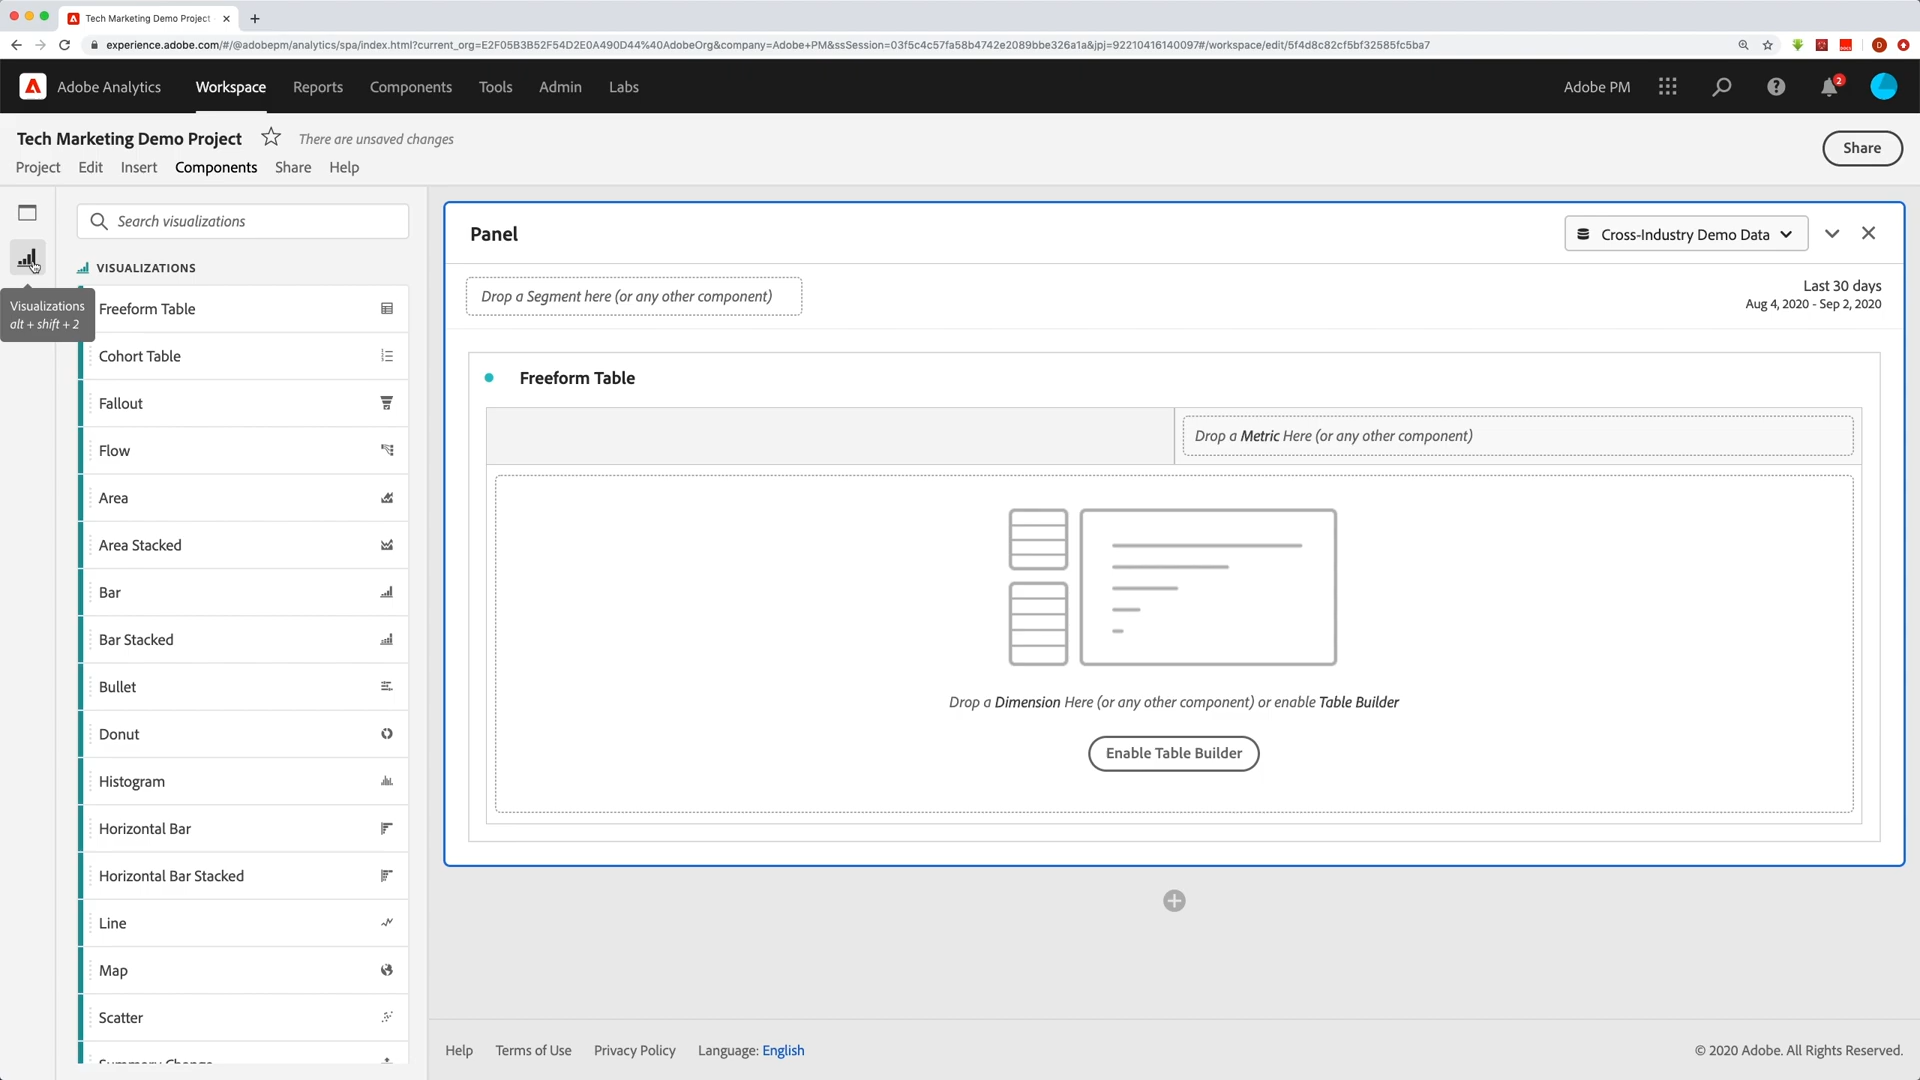 Tech Marketing Demo Project
experience.adobe.com/#/@adobepm/analytics/spa/index.html?current_org=E2F05B3B52F54D2E0A490D44%40AdobeOrg&company=Adobe+PM&ssSession=03f5c4c57fa58b4742e2089bbe326a1a&jpj=92210416140097#/workspace/edit/5f4d8c82cf5bf32585fc5ba7
D
Adobe Analytics Workspace Reports Components Tools Admin Labs Adobe PM 2
Tech Marketing Demo Project There are unsaved changes
Share
Project Edit Insert Components Share Help
Search visualizations
VISUALIZATIONS
Visualizations
alt + shift + 2
Freeform Table
Cohort Table
Fallout
Flow
Area
Area Stacked
Bar
Bar Stacked
Bullet
Donut
Histogram
Horizontal Bar
Horizontal Bar Stacked
Line
Map
Scatter
Summary Change
Panel
Cross-Industry Demo Data
Drop a Segment here (or any other component)
Last 30 days
Aug 4, 2020 - Sep 2, 2020
Freeform Table
Drop a Metric Here (or any other component)
Drop a Dimension Here (or any other component) or enable Table Builder
Enable Table Builder
Help Terms of Use Privacy Policy Language: English
© 2020 Adobe. All Rights Reserved.